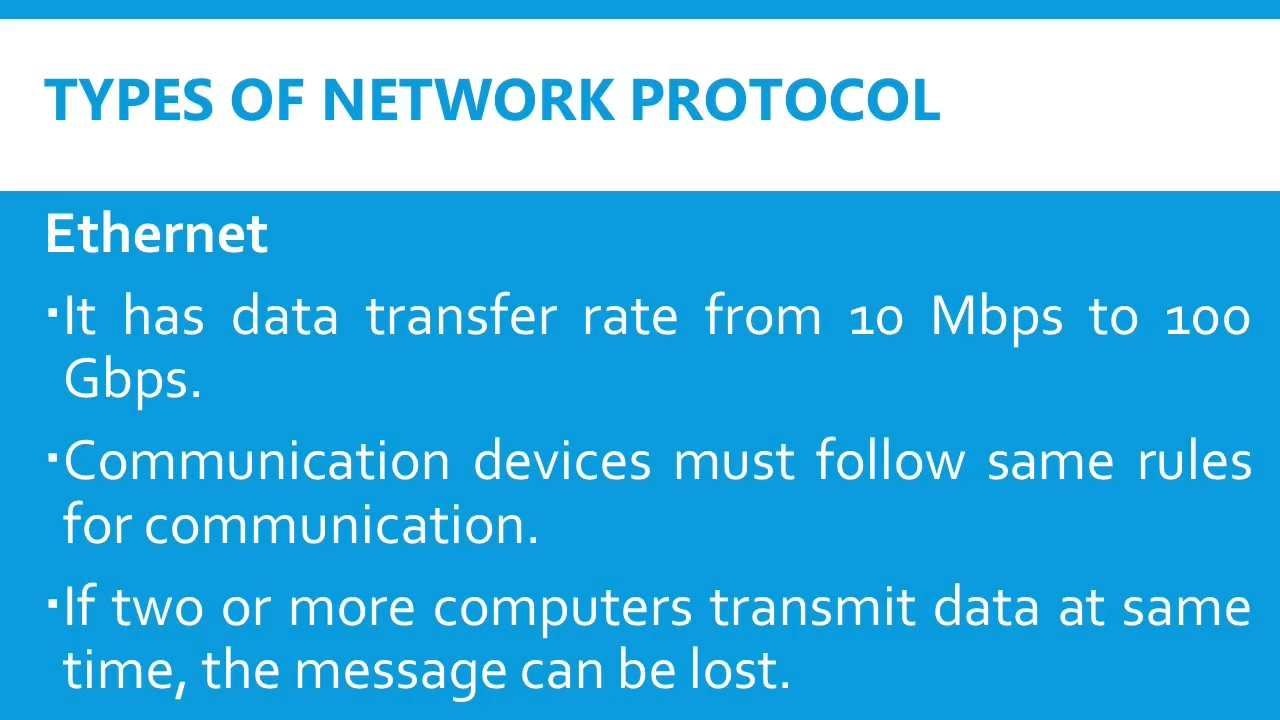 TYPES OF NETWORK PROTOCOL
Ethernet
▪It has data transfer rate from 10 Mbps to 100
Gbps.
▪Communication devices must follow same rules
for communication.
▪If two or more computers transmit data at same
time, the message can be lost.